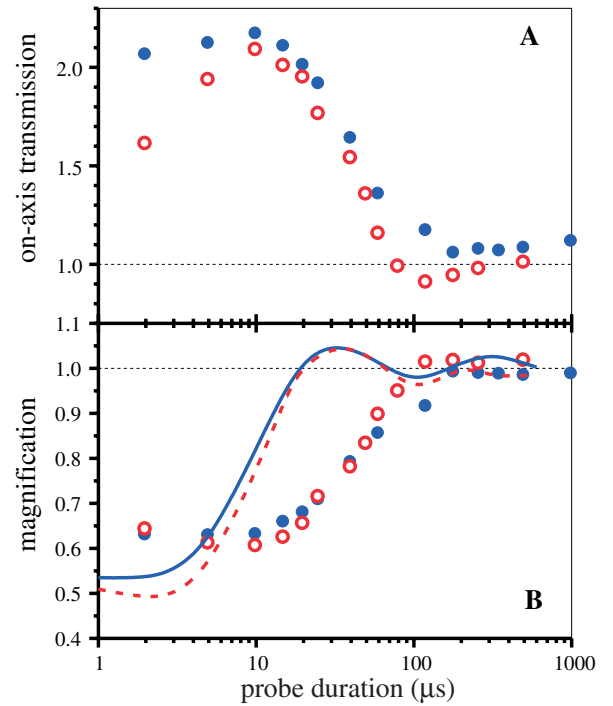 A
2.0
1.5
1.0
on-axis transmission
1.1
1.0
0.9
0.8
0.7
0.6
0.5
0.4
magnification
B
1 10 100 1000
probe duration (μs)